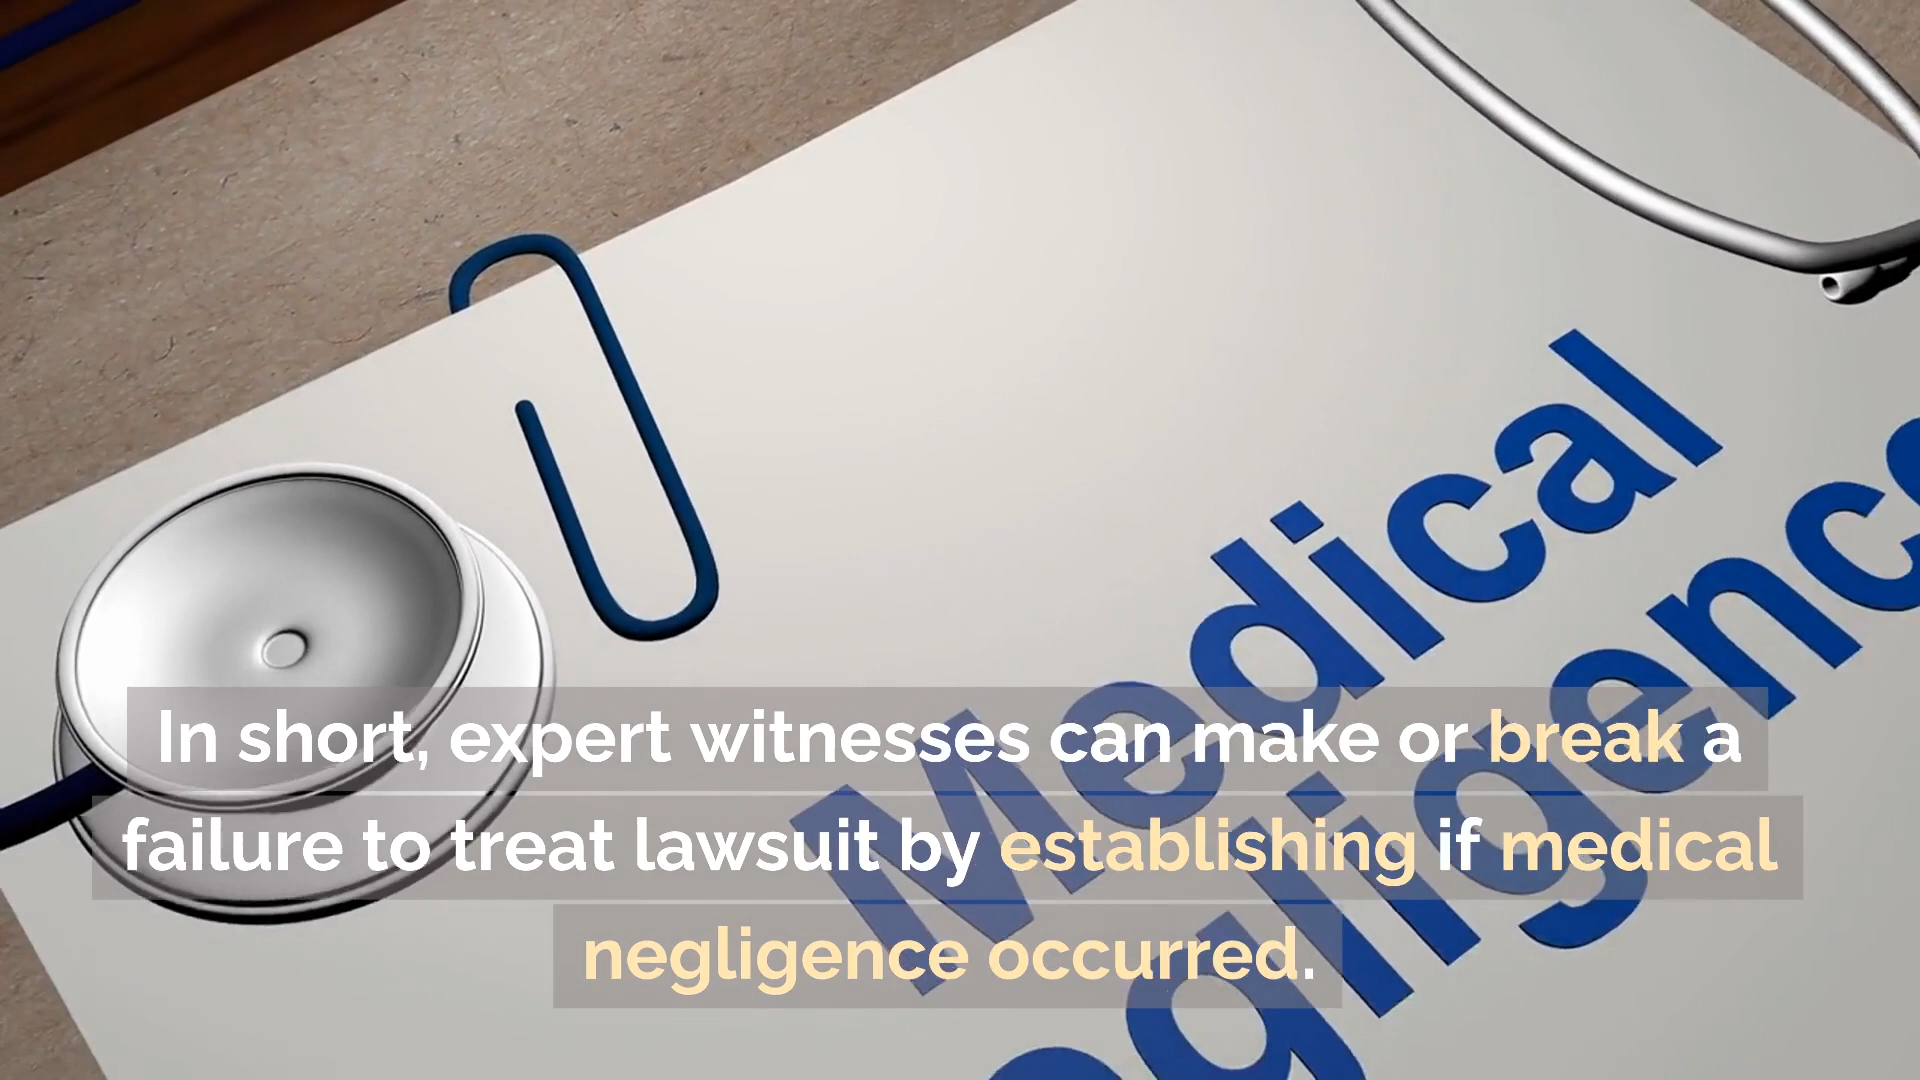 Medical
Negligence
In short, expert witnesses can make or break a
failure to treat lawsuit by establishing if medical
negligence occurred.